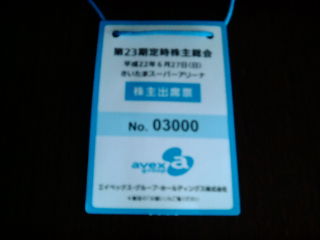 第23期定時株主総会
平成22年6月27日(日)
さいたまスーパーアリーナ
株主出席票
No. 03000
avex
group
エイベックス・グループ・ホールディングス株式会社